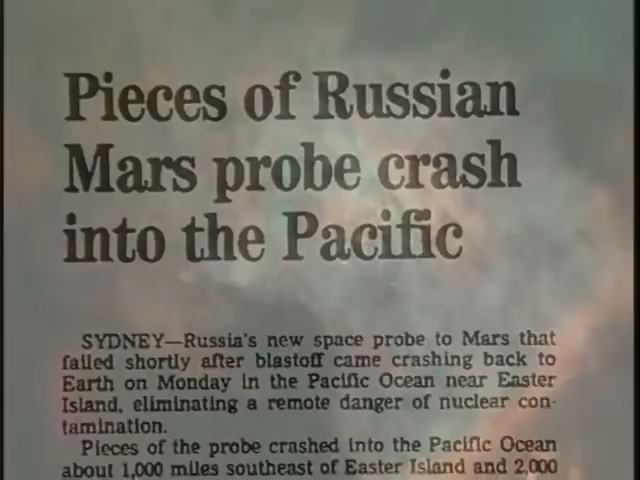 Pieces of Russian
Mars probe crash
into the Pacific
SYDNEY—Russia's new space probe to Mars that
failed shortly after blastoff came crashing back to
Earth on Monday in the Pacific Ocean near Easter
Island, eliminating a remote danger of nuclear con-
tamination.
Pieces of the probe crashed into the Pacific Ocean
about 1,000 miles southeast of Easter Island and 2,000